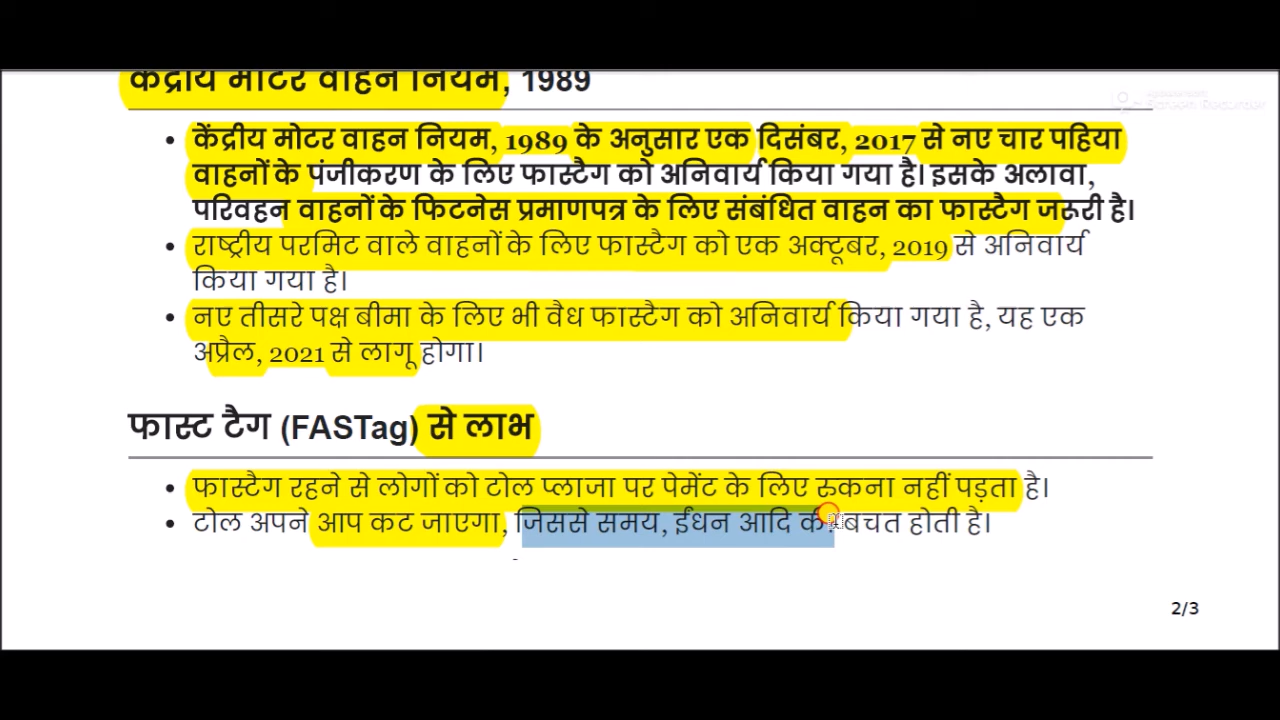 केंद्रीय मोटर वाहन नियम, 1989
केंद्रीय मोटर वाहन नियम, 1989 के अनुसार एक दिसंबर, 2017 से नए चार पहिया
वाहनों के पंजीकरण के लिए फास्टैग को अनिवार्य किया गया है। इसके अलावा,
परिवहन वाहनों के फिटनेस प्रमाणपत्र के लिए संबंधित वाहन का फास्टैग जरूरी है।
राष्ट्रीय परमिट वाले वाहनों के लिए फास्टैग को एक अक्टूबर, 2019 से अनिवार्य
किया गया है।
नए तीसरे पक्ष बीमा के लिए भी वैध फास्टैग को अनिवार्य किया गया है, यह एक
अप्रैल, 2021 से लागू होगा।
फास्ट टैग (FASTag) से लाभ
फास्टैग रहने से लोगों को टोल प्लाजा पर पेमेंट के लिए रुकना नहीं पड़ता है।
टोल अपने आप कट जाएगा, जिससे समय, ईंधन आदि की बचत होती है।
2/3
Screen Recorder